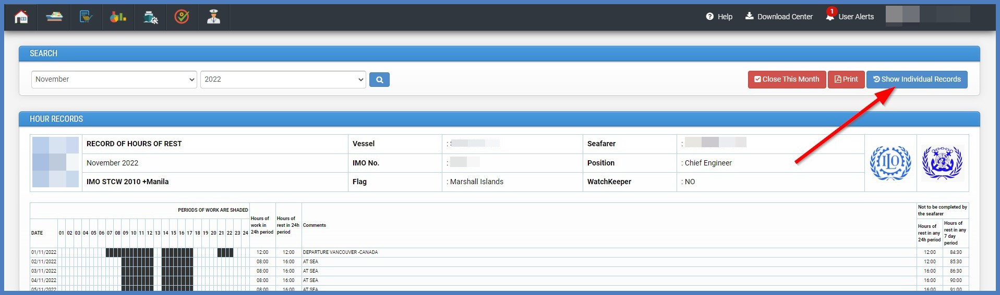 Help Download Center 1 User Alerts
SEARCH
November 2022 Close This Month Print Show Individual Records
HOUR RECORDS
RECORD OF HOURS OF REST Vessel : Seafarer :
November 2022 IMO No. : Position : Chief Engineer
IMO STCW 2010 +Manila Flag : Marshall Islands WatchKeeper : NO
ILO
PERIODS OF WORK ARE SHADED
Hours of
work in
24h period
Hours of
rest in 24h
period
Comments
Not to be completed by
the seafarer
DATE 01 02 03 04 05 06 07 08 09 10 11 12 13 14 15 16 17 18 19 20 21 22 23 24
Hours of
rest in any
24h period
Hours of
rest in any
7 day
period
01/11/2022 12:00 12:00 DEPARTURE VANCOUVER -CANADA 12:00 84:30
02/11/2022 08:00 16:00 AT SEA 12:00 85:30
03/11/2022 08:00 16:00 AT SEA 16:00 86:30
04/11/2022 08:00 16:00 AT SEA 16:00 90:00
05/11/2022 08:00 16:00 AT SEA 16:00 91:00